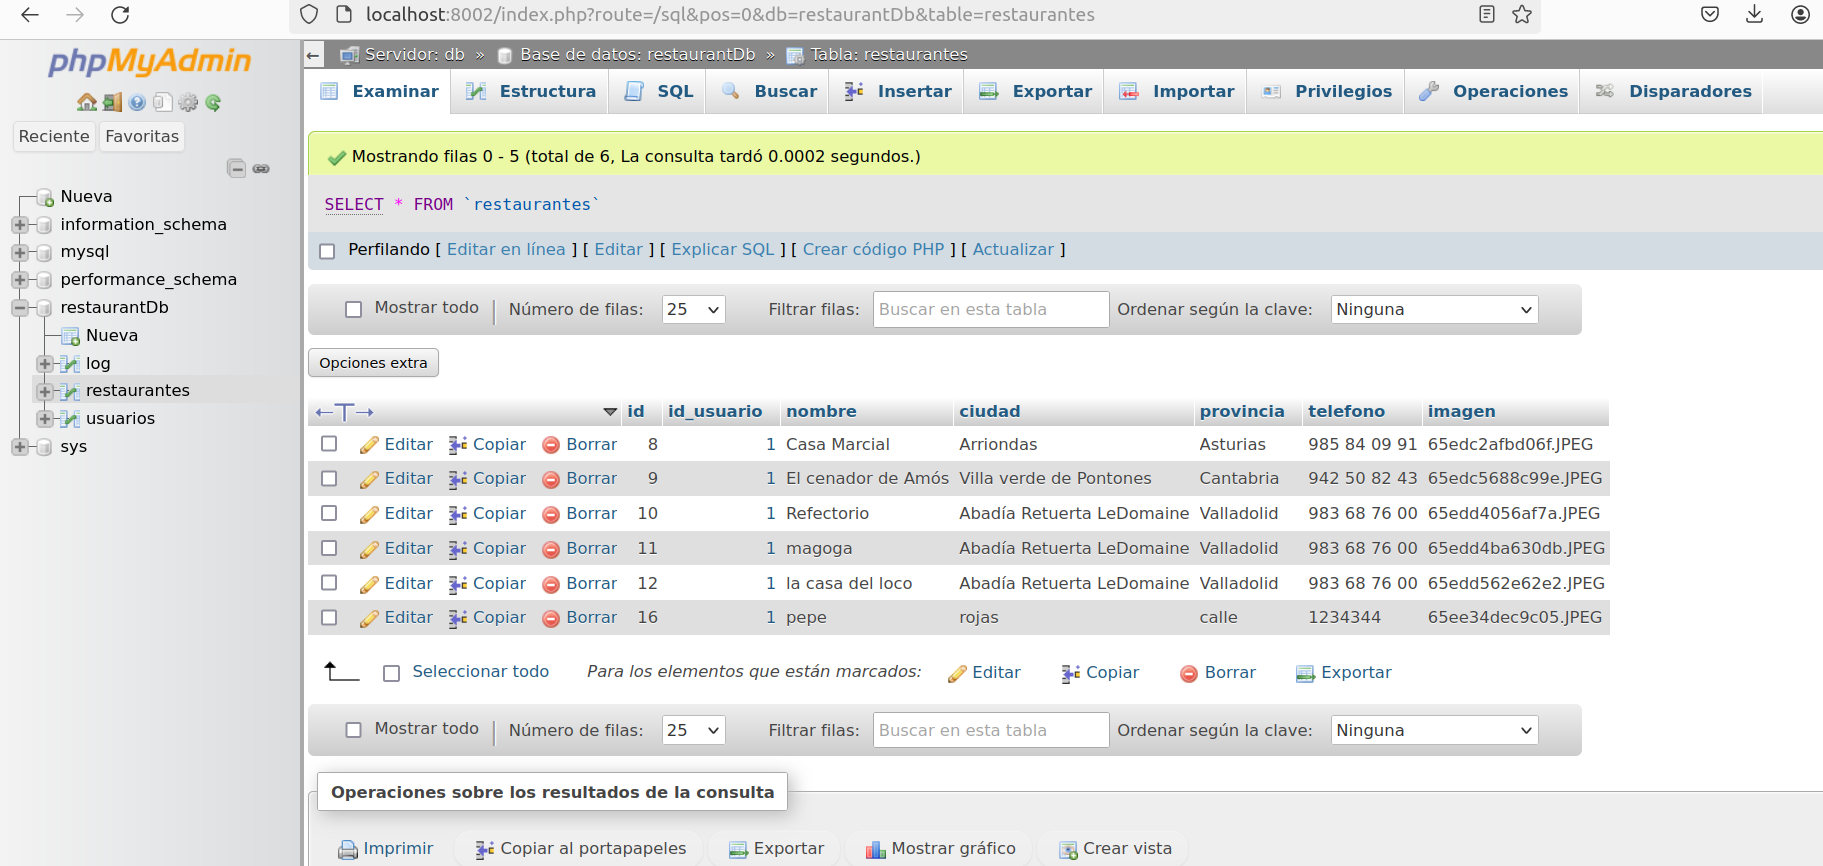 localhost:8002/index.php?route=/sql&pos=0&db=restaurantDb&table=restaurantes
phpMyAdmin
Reciente Favoritas
Nueva
information_schema
mysql
performance_schema
restaurantDb
Nueva
log
restaurantes
usuarios
sys
Servidor: db » Base de datos: restaurantDb » Tabla: restaurantes
Examinar Estructura SQL Buscar Insertar Exportar Importar Privilegios Operaciones Disparadores
Mostrando filas 0 - 5 (total de 6, La consulta tardó 0.0002 segundos.)
SELECT * FROM `restaurantes`
Perfilando [ Editar en línea ] [ Editar ] [ Explicar SQL ] [ Crear código PHP ] [ Actualizar ]
Mostrar todo | Número de filas: 25 Filtrar filas: Buscar en esta tabla Ordenar según la clave: Ninguna
Opciones extra
←T→ id id_usuario nombre ciudad provincia telefono imagen
Editar Copiar Borrar 8 1 Casa Marcial Arriondas Asturias 985 84 09 91 65edc2afbd06f.JPEG
Editar Copiar Borrar 9 1 El cenador de Amós Villa verde de Pontones Cantabria 942 50 82 43 65edc5688c99e.JPEG
Editar Copiar Borrar 10 1 Refectorio Abadía Retuerta LeDomaine Valladolid 983 68 76 00 65edd4056af7a.JPEG
Editar Copiar Borrar 11 1 magoga Abadía Retuerta LeDomaine Valladolid 983 68 76 00 65edd4ba630db.JPEG
Editar Copiar Borrar 12 1 la casa del loco Abadía Retuerta LeDomaine Valladolid 983 68 76 00 65edd562e62e2.JPEG
Editar Copiar Borrar 16 1 pepe rojas calle 1234344 65ee34dec9c05.JPEG
Seleccionar todo Para los elementos que están marcados: Editar Copiar Borrar Exportar
Mostrar todo | Número de filas: 25 Filtrar filas: Buscar en esta tabla Ordenar según la clave: Ninguna
Operaciones sobre los resultados de la consulta
Imprimir Copiar al portapapeles Exportar Mostrar gráfico Crear vista